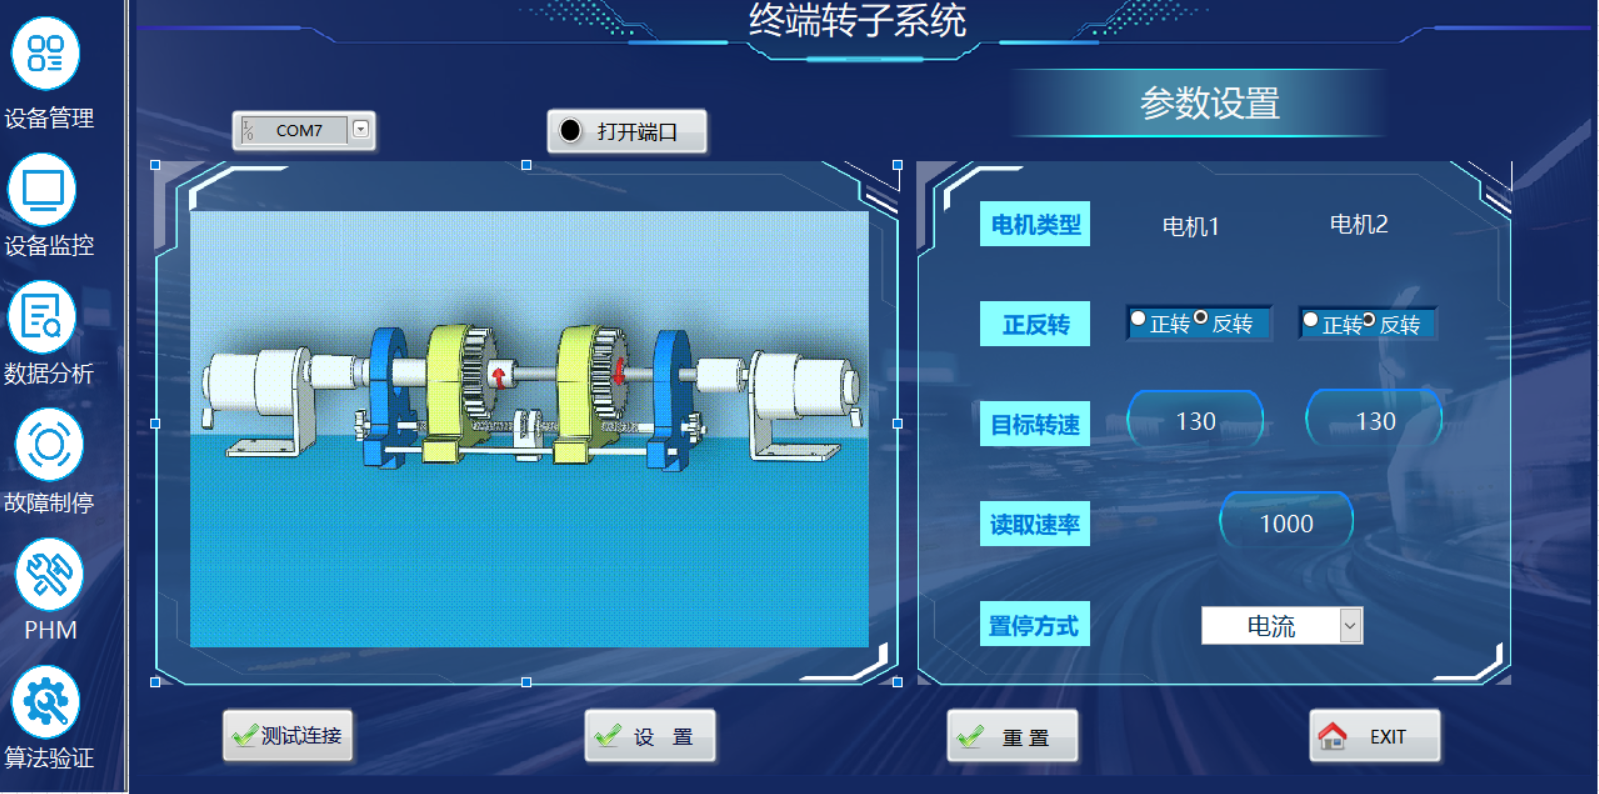 终端转子系统
设备管理
设备监控
数据分析
故障制停
PHM
算法验证
COM7
打开端口
参数设置
电机类型 电机1 电机2
正反转 正转 反转 正转 反转
目标转速 130 130
读取速率 1000
置停方式 电流
测试连接
设 置
重 置
EXIT